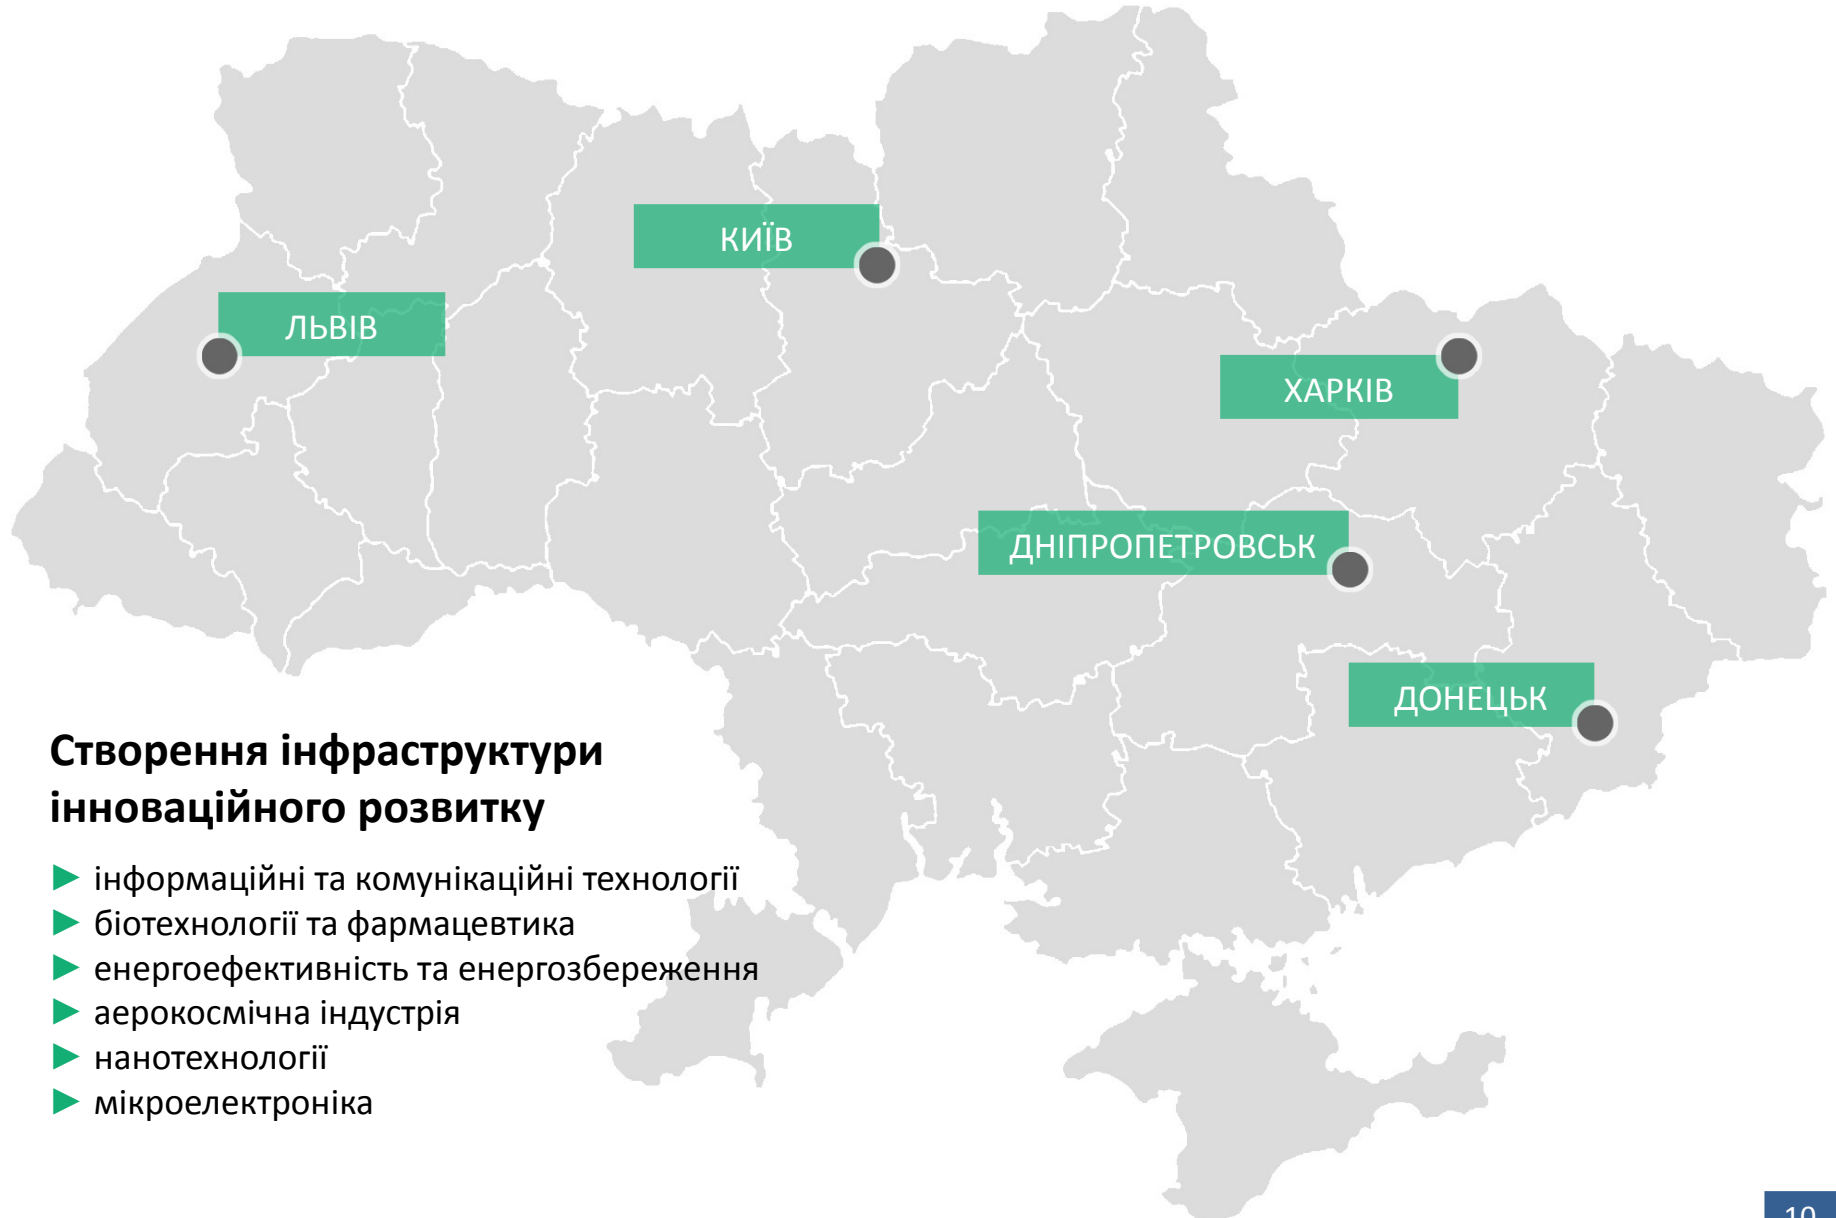 КИЇВ
ЛЬВІВ
ХАРКІВ
ДНІПРОПЕТРОВСЬК
ДОНЕЦЬК
Створення інфраструктури
інноваційного розвитку
інформаційні та комунікаційні технології
біотехнології та фармацевтика
енергоефективність та енергозбереження
аерокосмічна індустрія
нанотехнології
мікроелектроніка
10